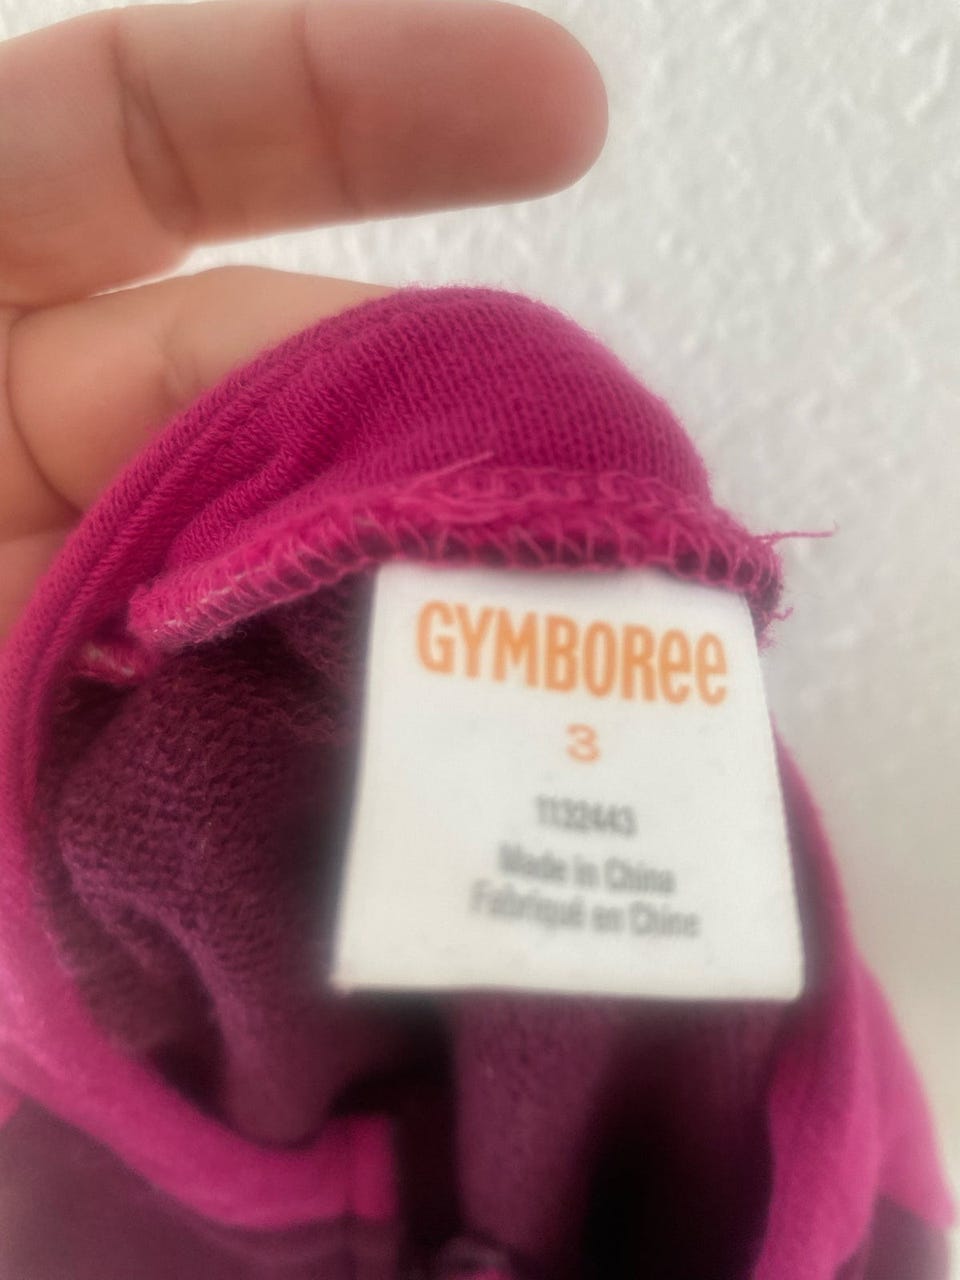 GYMBOREE
3
1132443
Made in China
Fabriqué en Chine